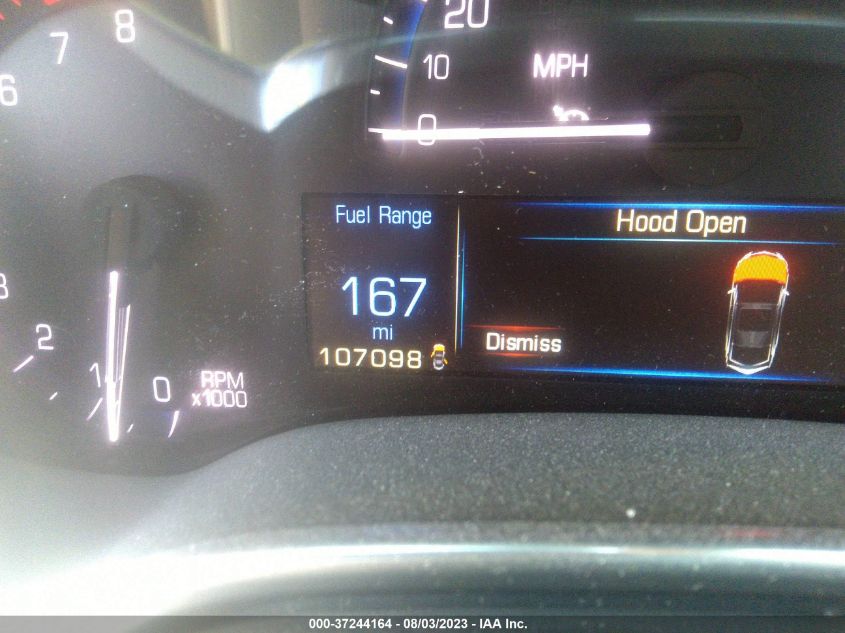 8
7
6
3
2
1
0
RPM
x1000
20
10
0
MPH
Fuel Range
167
mi
107098
Hood Open
Dismiss
000-37244164 - 08/03/2023 - IAA Inc.